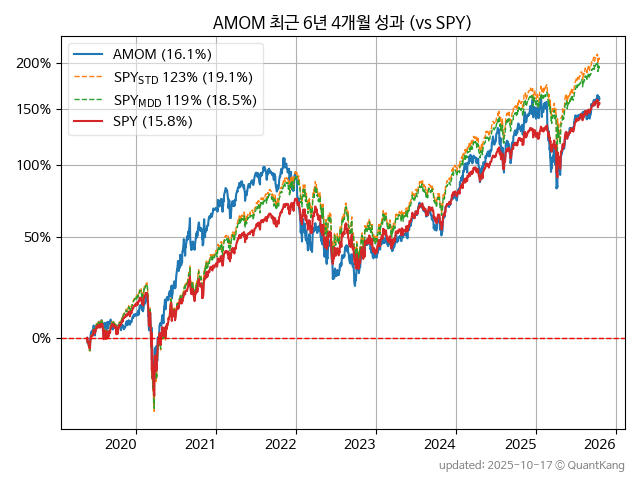 AMOM 최근 6년 4개월 성과 (vs SPY)
AMOM (16.1%)
SPY_STD 123% (19.1%)
SPY_MDD 119% (18.5%)
SPY (15.8%)
200%
150%
100%
50%
0%
2020 2021 2022 2023 2024 2025 2026
updated: 2025-10-17 © QuantKang